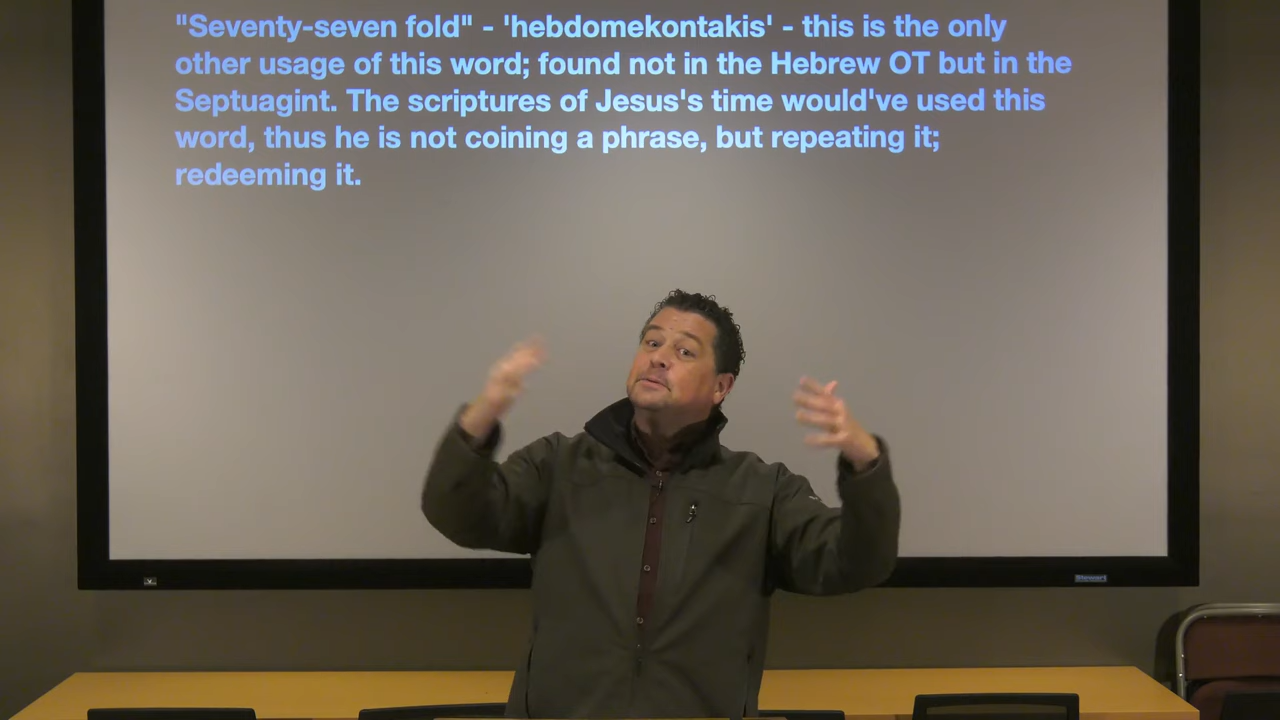 "Seventy-seven fold" - 'hebdomekontakis' - this is the only
other usage of this word; found not in the Hebrew OT but in the
Septuagint. The scriptures of Jesus's time would've used this
word, thus he is not coining a phrase, but repeating it;
redeeming it.
Stewart